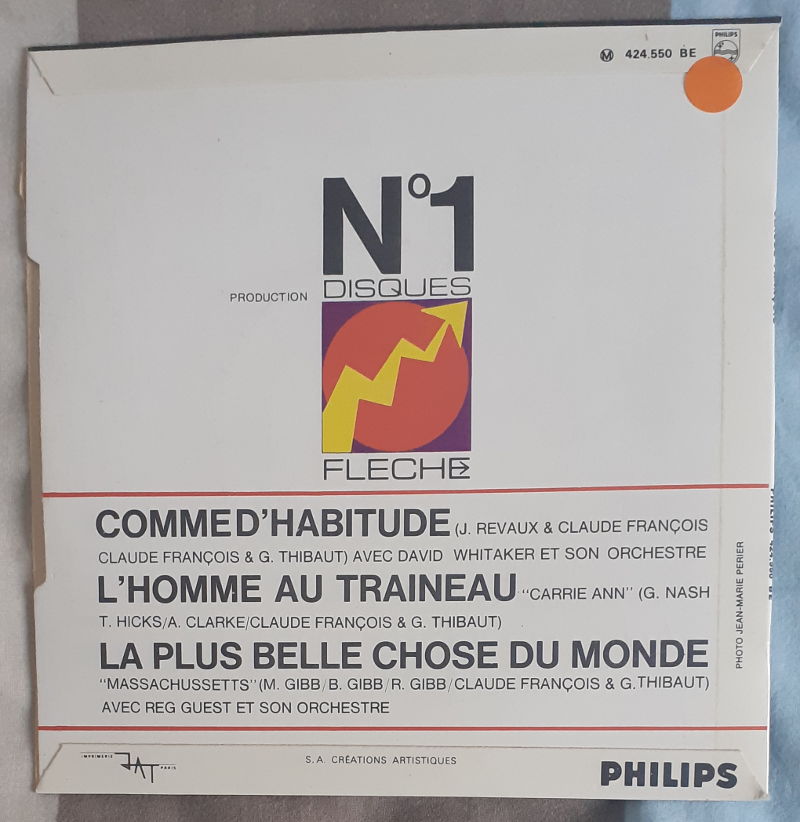 M 424.550 BE
PHILIPS
N°1
PRODUCTION DISQUES
FLECHE
COMME D'HABITUDE (J. REVAUX & CLAUDE FRANÇOIS
CLAUDE FRANÇOIS & G. THIBAUT) AVEC DAVID WHITAKER ET SON ORCHESTRE
L'HOMME AU TRAINEAU "CARRIE ANN" (G. NASH
T. HICKS/A. CLARKE/CLAUDE FRANÇOIS & G. THIBAUT)
LA PLUS BELLE CHOSE DU MONDE
"MASSACHUSSETTS" (M. GIBB/B. GIBB/R. GIBB/CLAUDE FRANÇOIS & G. THIBAUT)
AVEC REG GUEST ET SON ORCHESTRE
PHOTO JEAN-MARIE PERIER
IMPRIMERIE JAT PARIS
S.A. CRÉATIONS ARTISTIQUES
PHILIPS